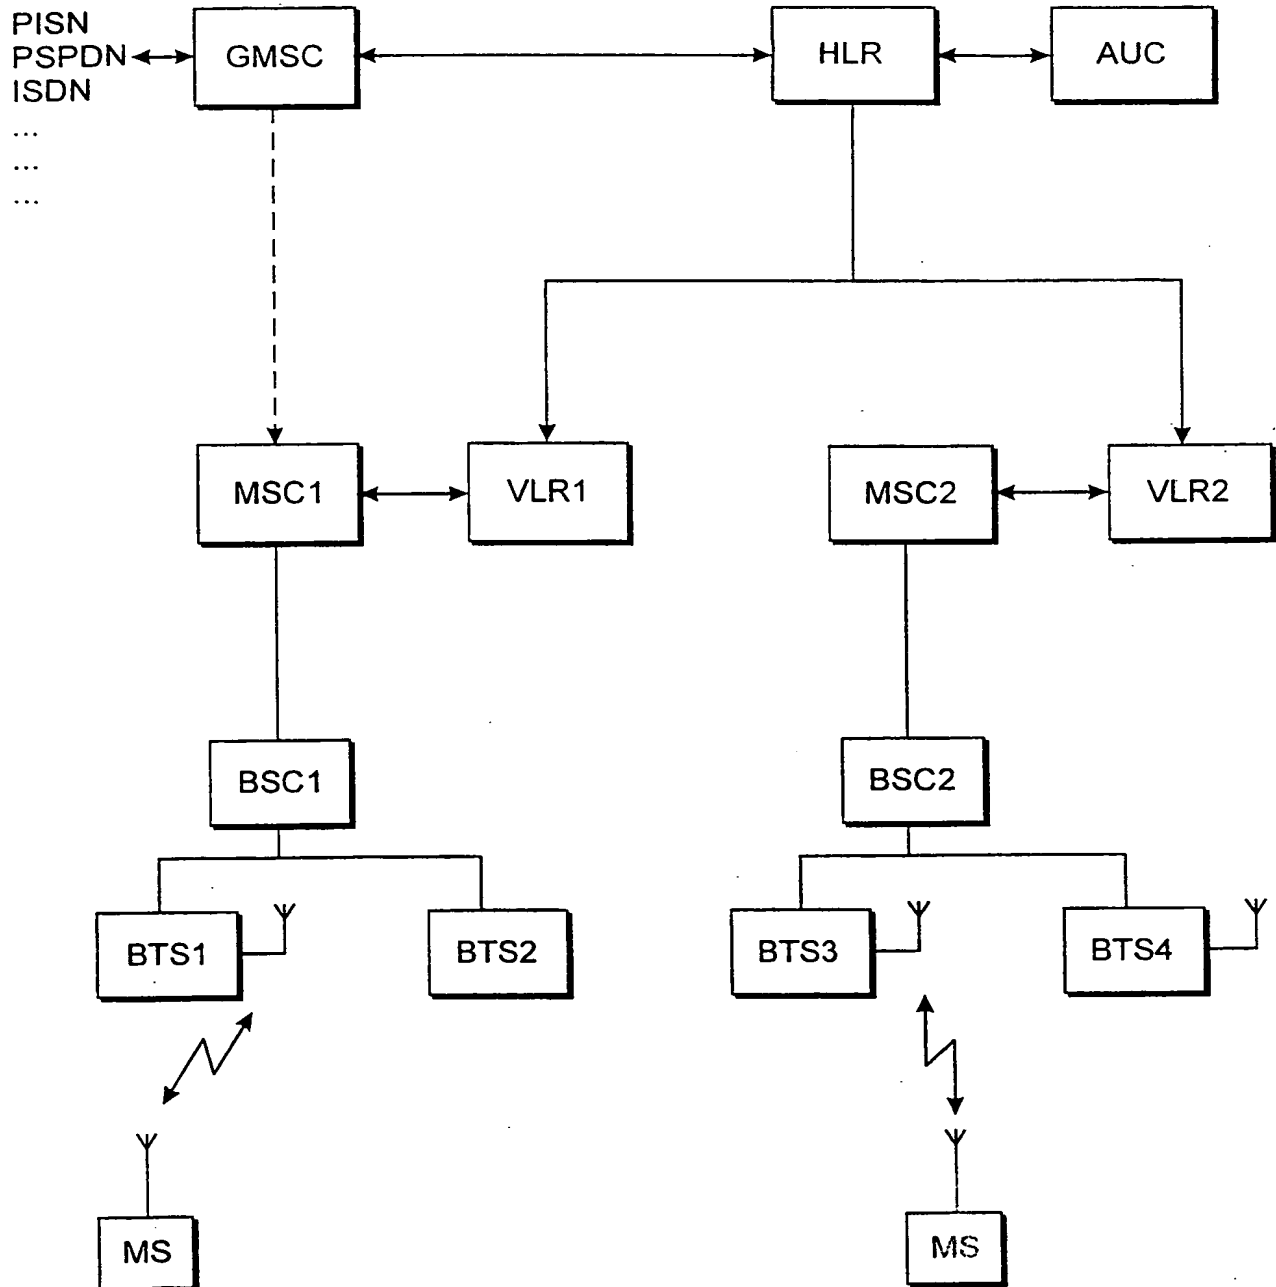 PISN
PSPDN
ISDN
...
...
...
GMSC
HLR
AUC
MSC1
VLR1
MSC2
VLR2
BSC1
BSC2
BTS1
BTS2
BTS3
BTS4
MS
MS